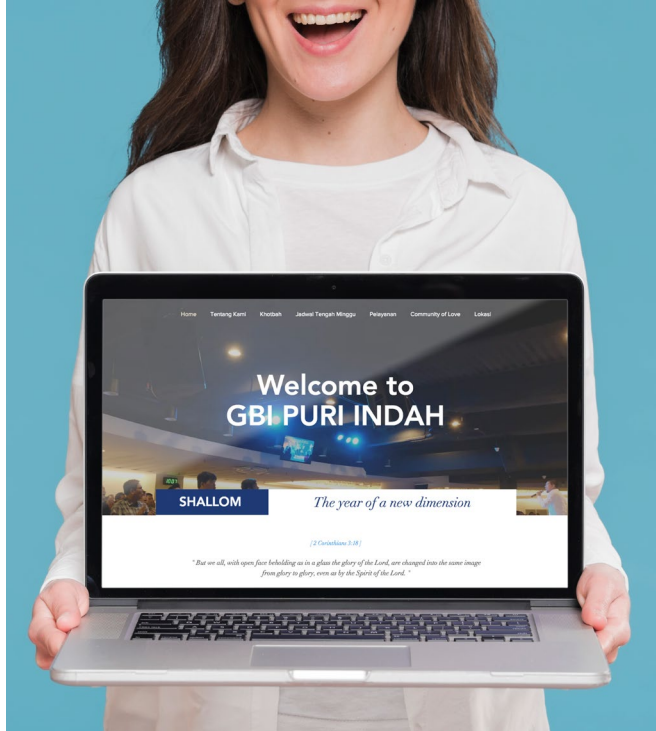 Home Tentang Kami Khotbah Jadwal Tengah Minggu Pelayanan Community of Love Lokasi
Welcome to
GBI PURI INDAH
SHALLOM The year of a new dimension
[ 2 Corinthians 3:18 ]
" But we all, with open face beholding as in a glass the glory of the Lord, are changed into the same image
from glory to glory, even as by the Spirit of the Lord. "